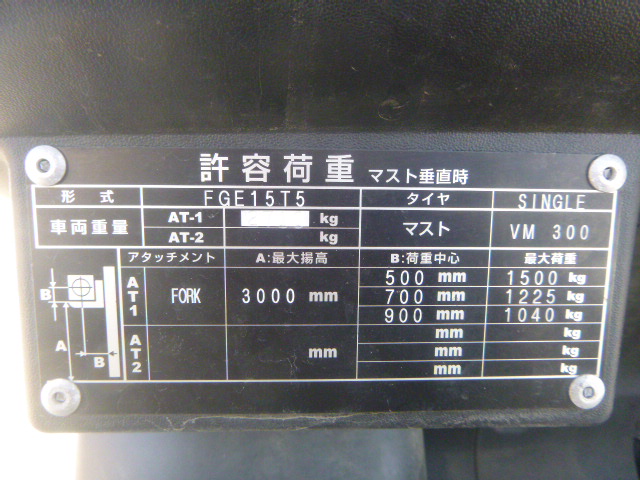 許容荷重 マスト垂直時
形式 FGE15T5 タイヤ SINGLE
車両重量 AT-1 kg マスト VM 300
AT-2 kg
アタッチメント A:最大揚高 B:荷重中心 最大荷重
AT1 FORK 3000 mm 500 mm 1500 kg
700 mm 1225 kg
900 mm 1040 kg
AT2 mm mm kg
mm kg
mm kg
B
A
B